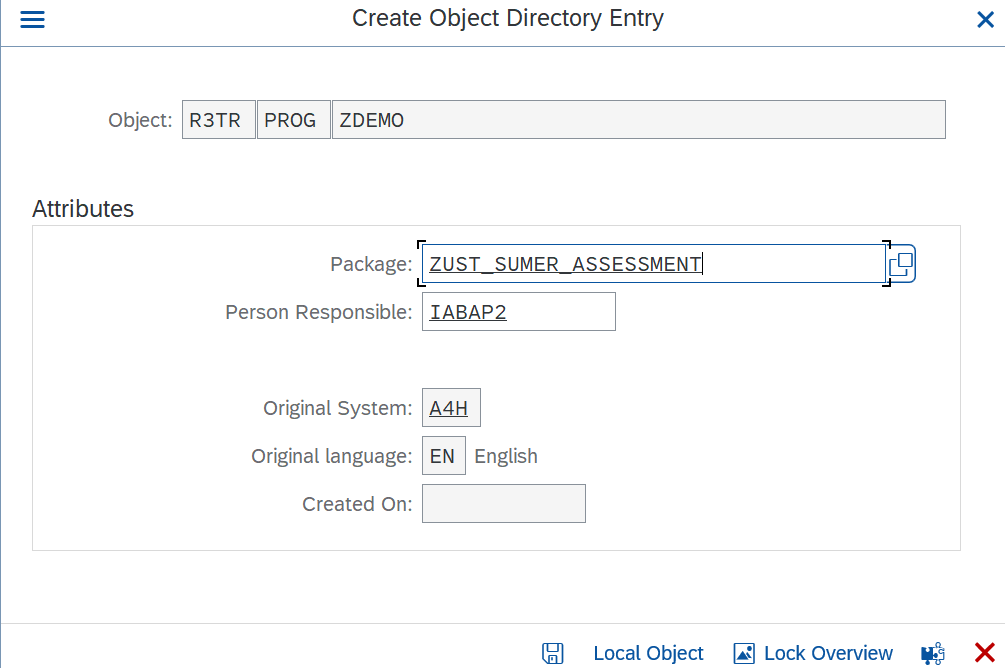 Create Object Directory Entry
Object: R3TR PROG ZDEMO
Attributes
Package: ZUST_SUMER_ASSESSMENT
Person Responsible: IABAP2
Original System: A4H
Original language: EN English
Created On:
Local Object Lock Overview